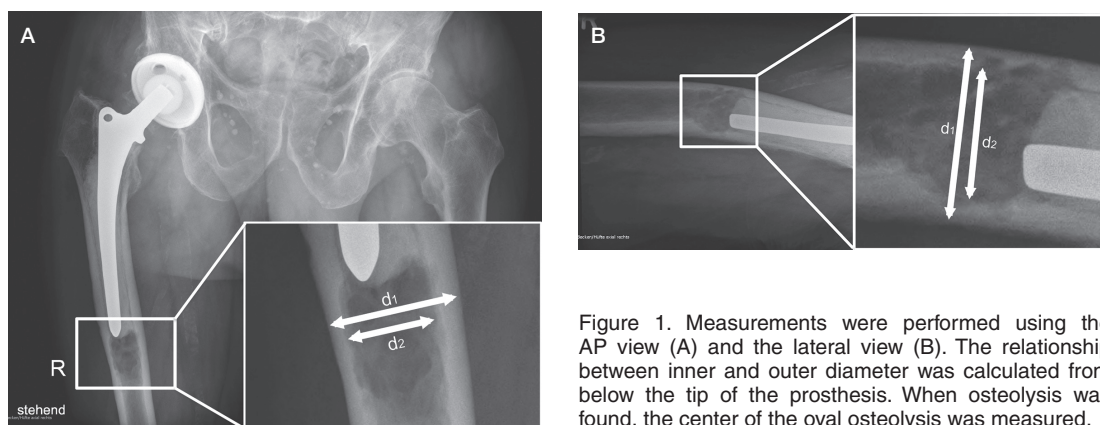 A
d1
d2
R
stehend
B
d1
d2
Figure 1. Measurements were performed using the
AP view (A) and the lateral view (B). The relationshi
between inner and outer diameter was calculated from
below the tip of the prosthesis. When osteolysis wa
found, the center of the oval osteolysis was measured.